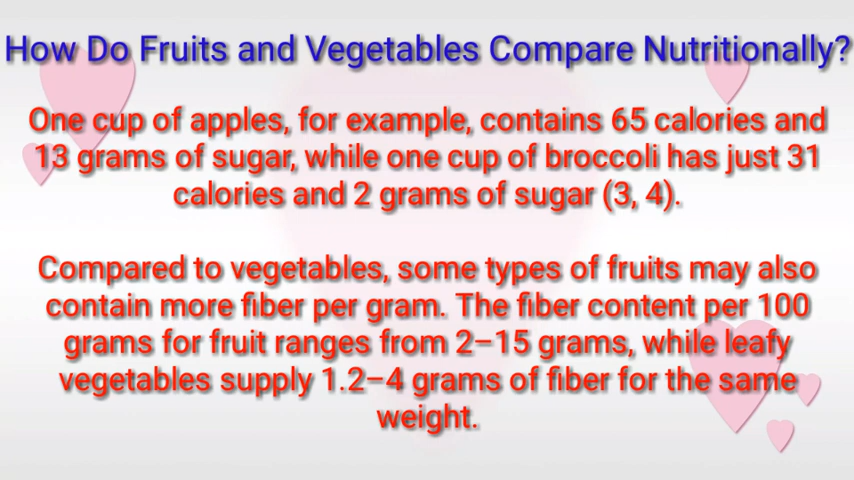 How Do Fruits and Vegetables Compare Nutritionally?
One cup of apples, for example, contains 65 calories and
13 grams of sugar, while one cup of broccoli has just 31
calories and 2 grams of sugar (3, 4).
Compared to vegetables, some types of fruits may also
contain more fiber per gram. The fiber content per 100
grams for fruit ranges from 2–15 grams, while leafy
vegetables supply 1.2–4 grams of fiber for the same
weight.